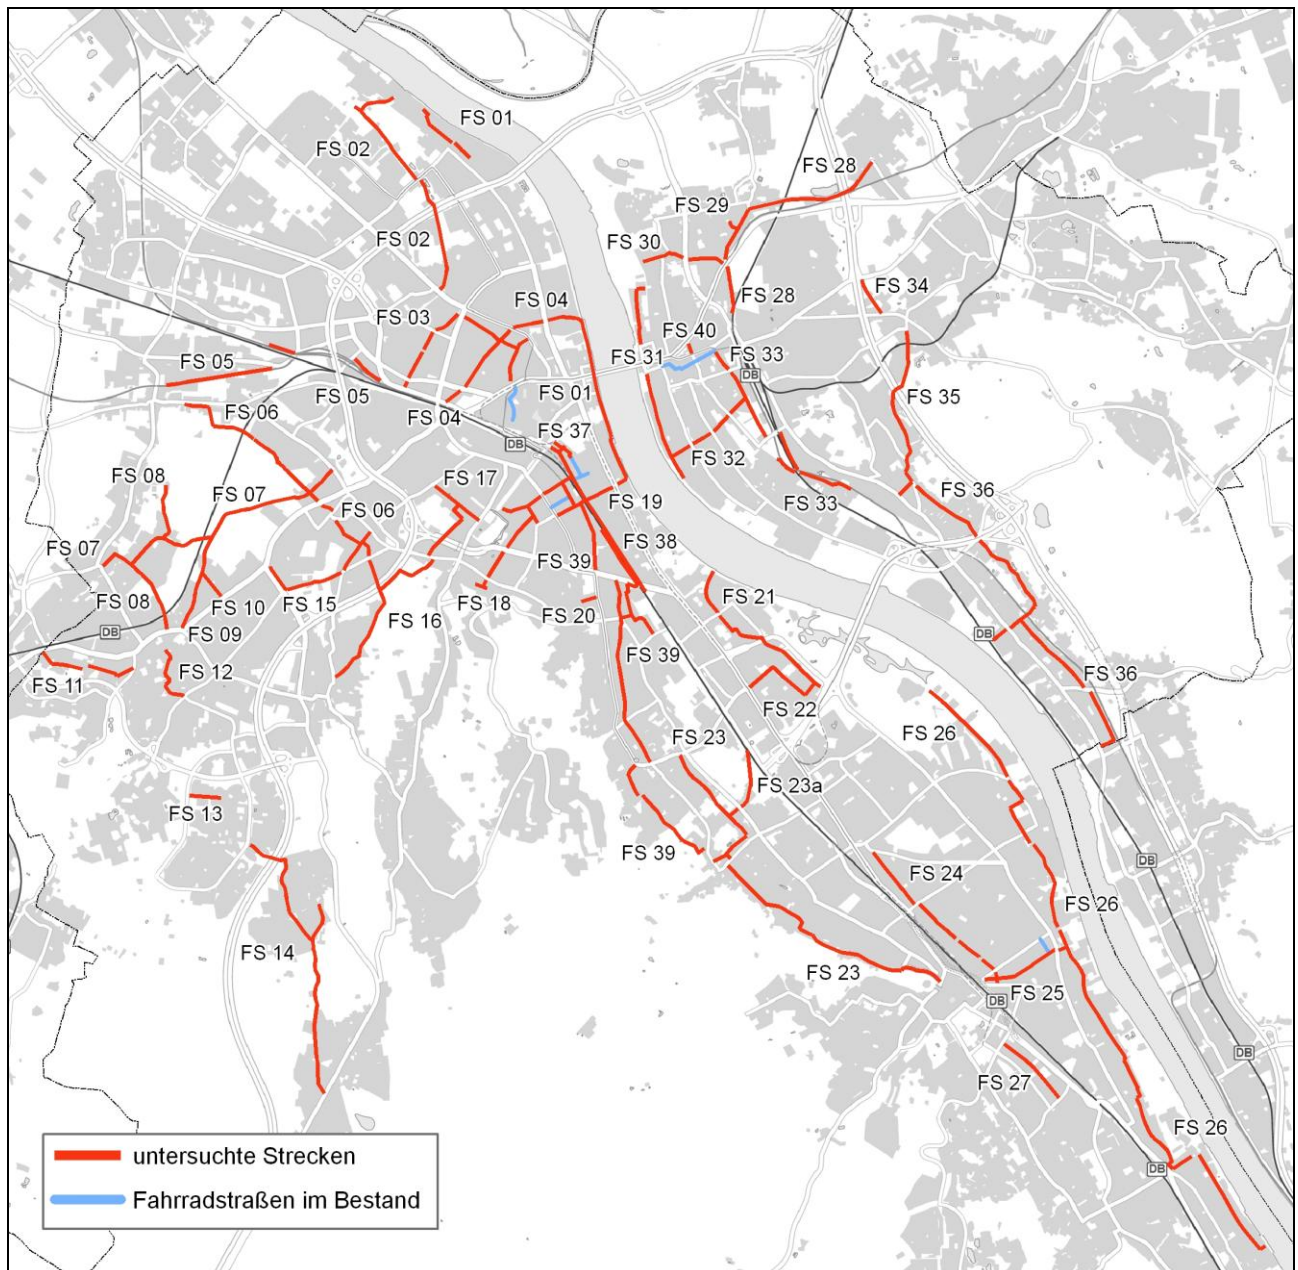 FS 01
FS 02
FS 28
FS 29
FS 02
FS 30
FS 34
FS 04
FS 28
FS 03
FS 40
FS 31
FS 33
FS 05
DB
FS 05
FS 01
FS 35
FS 06
FS 04
FS 37
DB
FS 32
FS 08
FS 17
FS 07
FS 36
FS 19
FS 33
FS 06
FS 38
FS 07
FS 39
FS 21
FS 08
FS 10
FS 15
FS 18
FS 16
FS 20
DB
FS 09
DB
FS 39
FS 12
FS 36
FS 11
FS 22
FS 26
FS 23
FS 23a
FS 13
FS 39
DB
FS 24
FS 26
FS 14
FS 23
FS 25
DB
DB
FS 27
FS 26
untersuchte Strecken
DB
Fahrradstraßen im Bestand